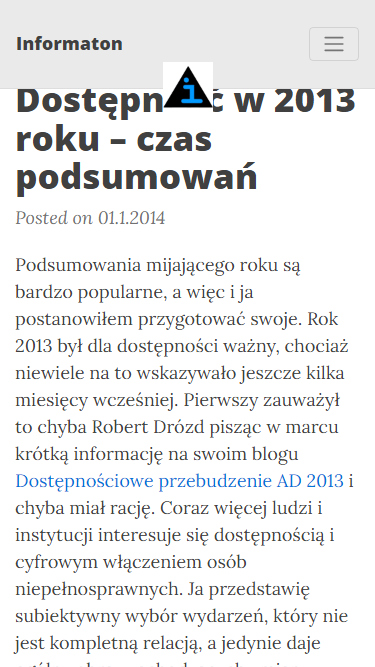 Informaton
Dostępność w 2013
roku – czas
podsumowań
Posted on 01.1.2014
Podsumowania mijającego roku są
bardzo popularne, a więc i ja
postanowiłem przygotować swoje. Rok
2013 był dla dostępności ważny, chociaż
niewiele na to wskazywało jeszcze kilka
miesięcy wcześniej. Pierwszy zauważył
to chyba Robert Drózd pisząc w marcu
krótką informację na swoim blogu
Dostępnościowe przebudzenie AD 2013 i
chyba miał rację. Coraz więcej ludzi i
instytucji interesuje się dostępnością i
cyfrowym włączeniem osób
niepełnosprawnych. Ja przedstawię
subiektywny wybór wydarzeń, który nie
jest kompletną relacją, a jedynie daje